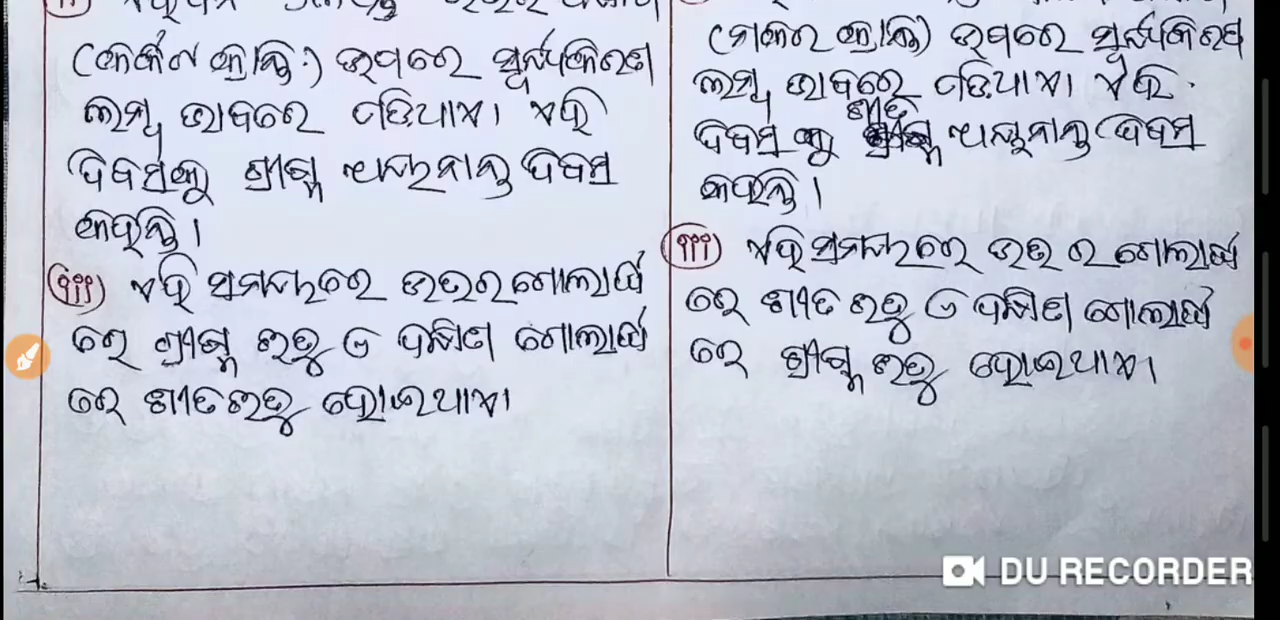 (କର୍କଟ କ୍ରାନ୍ତି) ଉପରେ ସୂର୍ଯ୍ୟକିରଣ
ଲମ୍ବ ଭାବରେ ପଡ଼ିଥାଏ। ଏହି
ଦିବସକୁ ଗ୍ରୀଷ୍ମ ଅୟନାନ୍ତ ଦିବସ
କହନ୍ତି।
(iii) ଏହି ସମୟରେ ଉତ୍ତର ଗୋଲାର୍ଦ୍ଧ
ରେ ଗ୍ରୀଷ୍ମ ଋତୁ ଓ ଦକ୍ଷିଣ ଗୋଲାର୍ଦ୍ଧ
ରେ ଶୀତଋତୁ ହୋଇଥାଏ।
(ମକର କ୍ରାନ୍ତି) ଉପରେ ସୂର୍ଯ୍ୟକିରଣ
ଲମ୍ବ ଭାବରେ ପଡ଼ିଥାଏ। ଏହି
ଦିବସ କୁ ଶୀତ ଅୟନାନ୍ତ ଦିବସ
କହନ୍ତି।
(iii) ଏହି ସମୟରେ ଉତ୍ତର ଗୋଲାର୍ଦ୍ଧ
ରେ ଶୀତ ଋତୁ ଓ ଦକ୍ଷିଣ ଗୋଲାର୍ଦ୍ଧ
ରେ ଗ୍ରୀଷ୍ମ ଋତୁ ହୋଇଥାଏ।
DU RECORDER